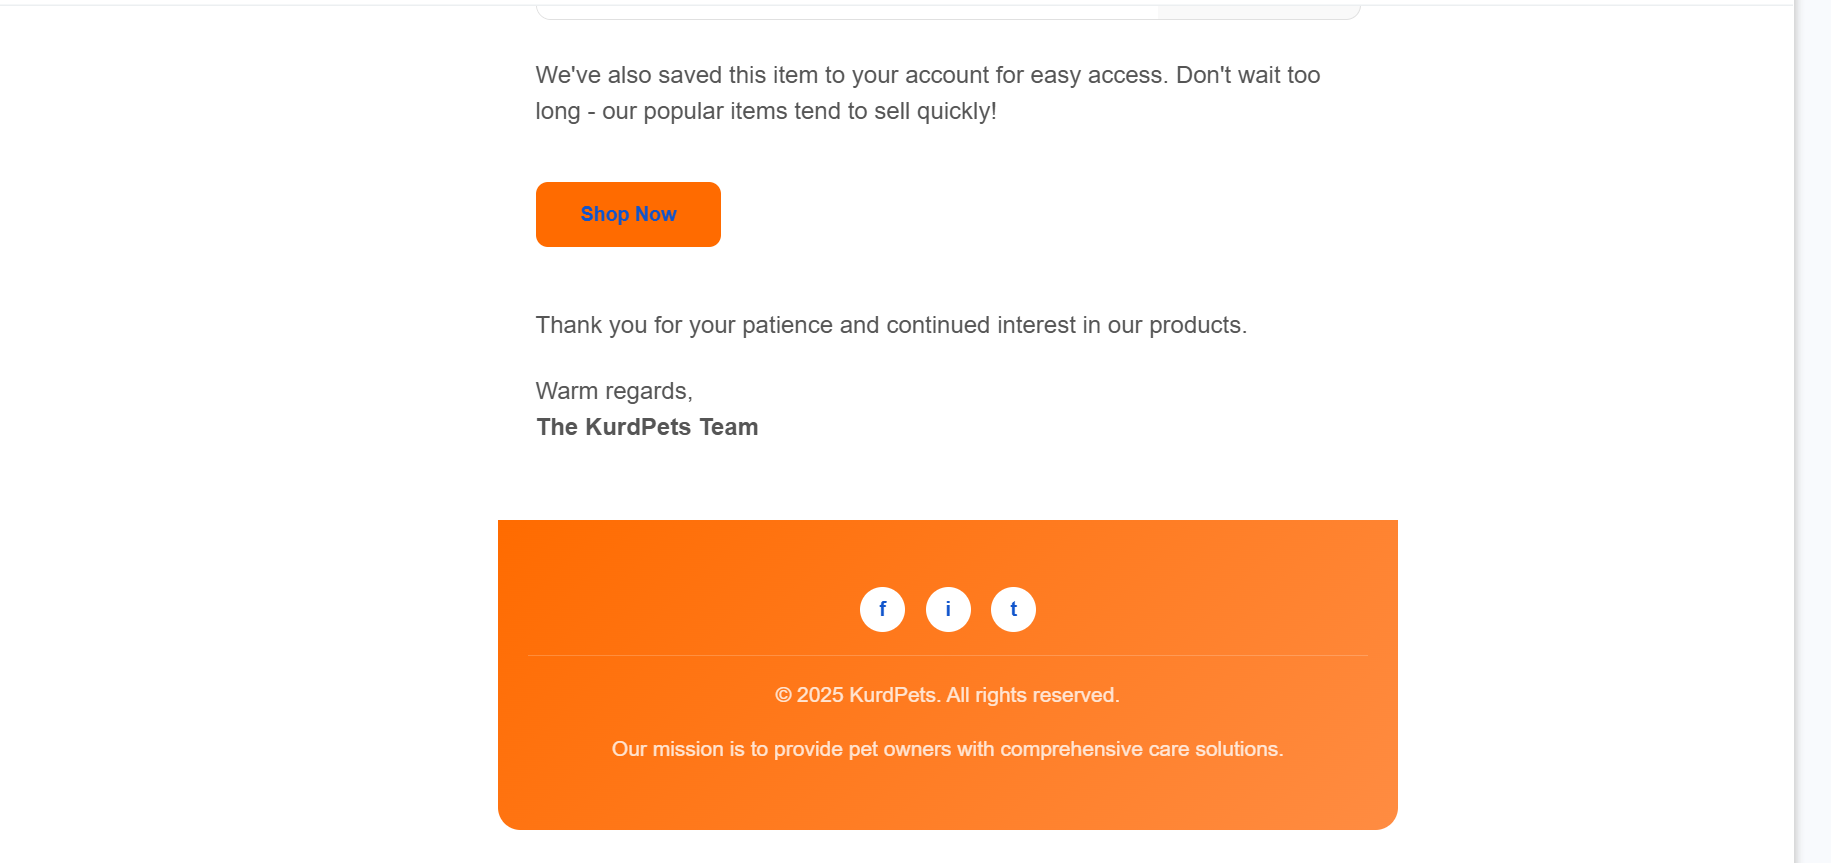 We've also saved this item to your account for easy access. Don't wait too
long - our popular items tend to sell quickly!
Shop Now
Thank you for your patience and continued interest in our products.
Warm regards,
The KurdPets Team
f i t
© 2025 KurdPets. All rights reserved.
Our mission is to provide pet owners with comprehensive care solutions.